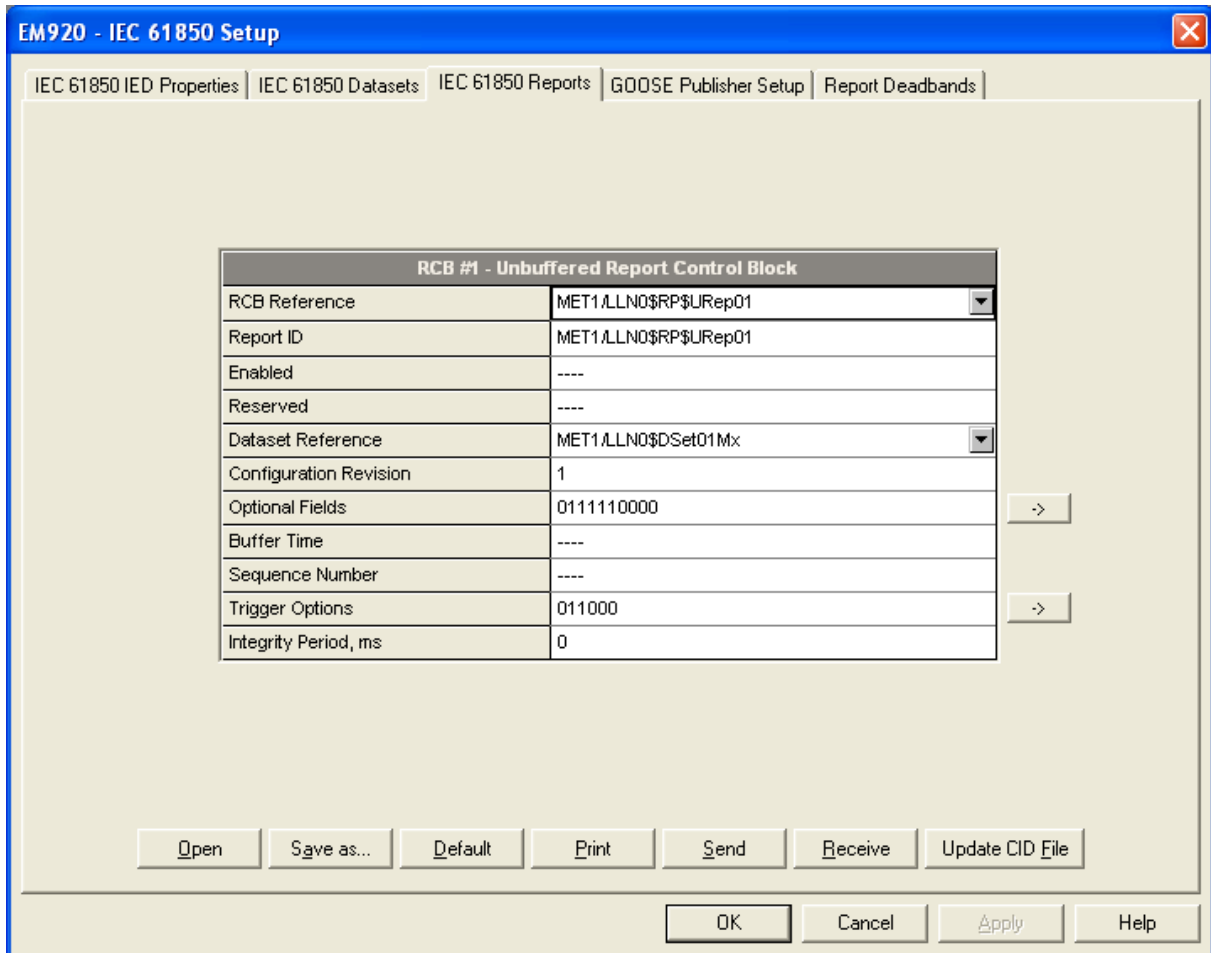 EM920 - IEC 61850 Setup
IEC 61850 IED Properties IEC 61850 Datasets IEC 61850 Reports GOOSE Publisher Setup Report Deadbands
RCB #1 - Unbuffered Report Control Block
RCB Reference MET1/LLN0$RP$URep01
Report ID MET1/LLN0$RP$URep01
Enabled ----
Reserved ----
Dataset Reference MET1/LLN0$DSet01Mx
Configuration Revision 1
Optional Fields 0111110000 ->
Buffer Time ----
Sequence Number ----
Trigger Options 011000 ->
Integrity Period, ms 0
Open Save as... Default Print Send Receive Update CID File
OK Cancel Apply Help